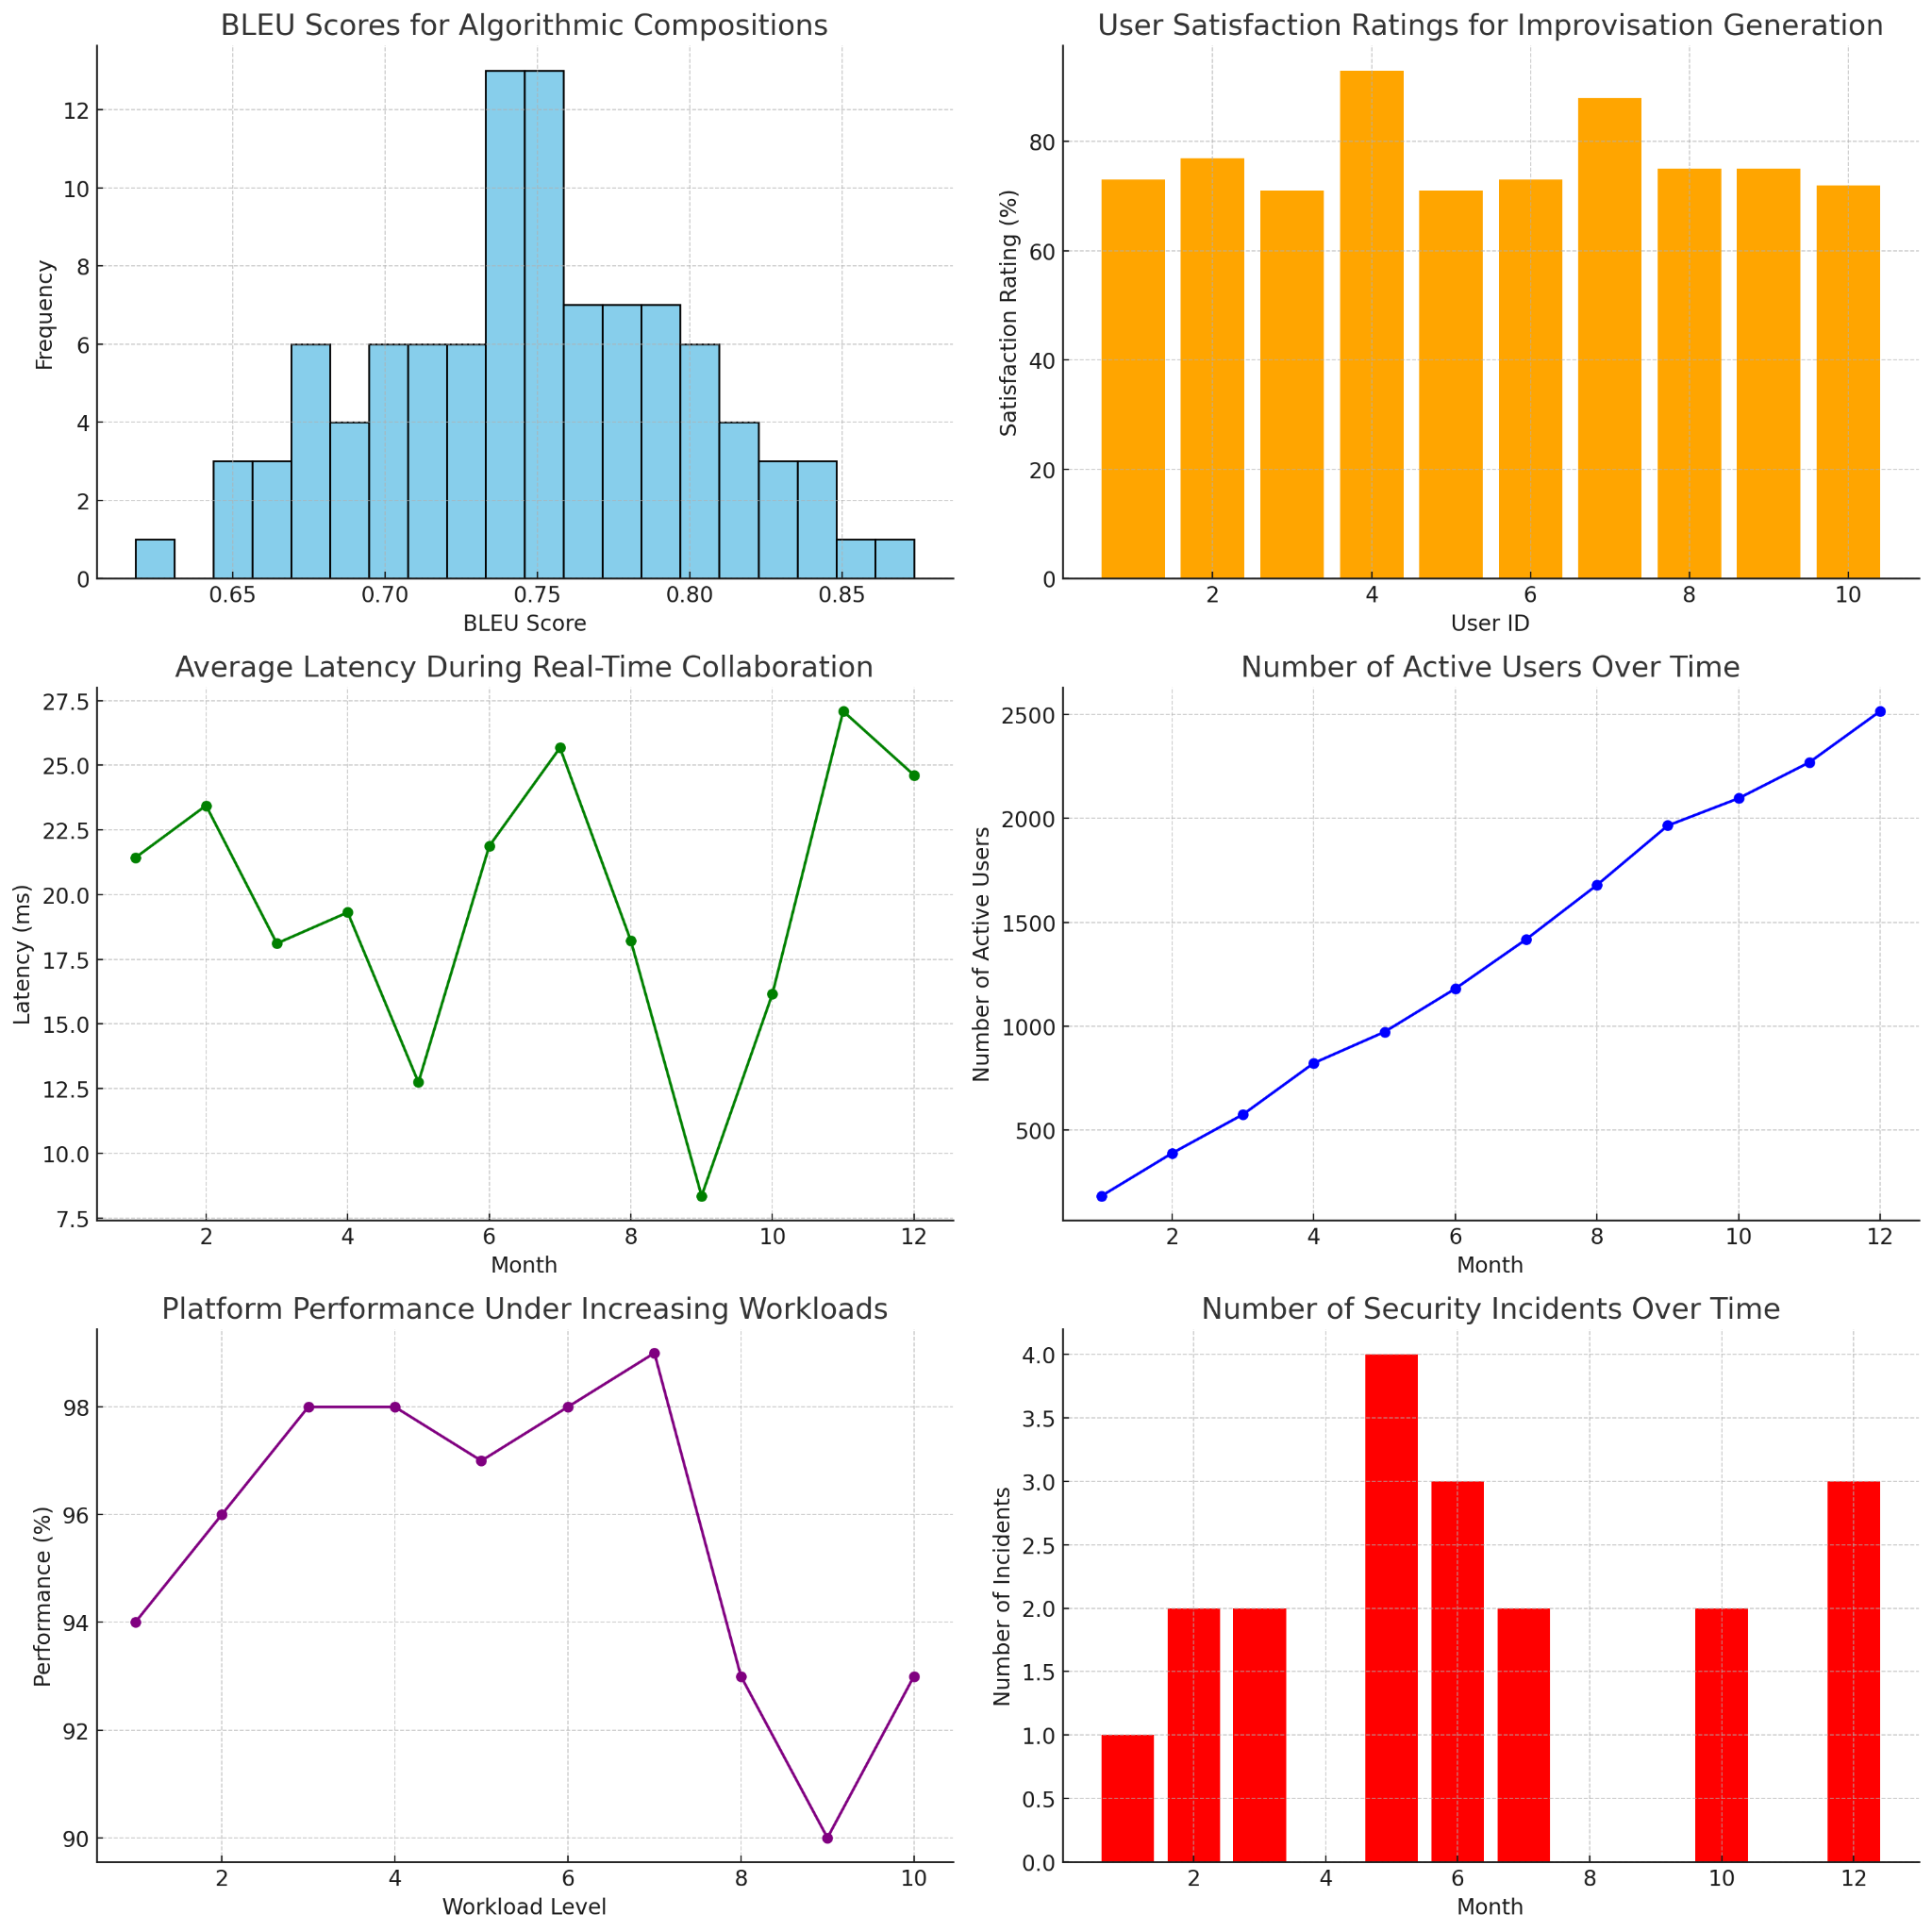 BLEU Scores for Algorithmic Compositions
Frequency
12
10
8
6
4
2
0
0.65 0.70 0.75 0.80 0.85
BLEU Score
User Satisfaction Ratings for Improvisation Generation
Satisfaction Rating (%)
80
60
40
20
0
2 4 6 8 10
User ID
Average Latency During Real-Time Collaboration
Latency (ms)
27.5
25.0
22.5
20.0
17.5
15.0
12.5
10.0
7.5
2 4 6 8 10 12
Month
Number of Active Users Over Time
Number of Active Users
2500
2000
1500
1000
500
2 4 6 8 10 12
Month
Platform Performance Under Increasing Workloads
Performance (%)
98
96
94
92
90
2 4 6 8 10
Workload Level
Number of Security Incidents Over Time
Number of Incidents
4.0
3.5
3.0
2.5
2.0
1.5
1.0
0.5
0.0
2 4 6 8 10 12
Month